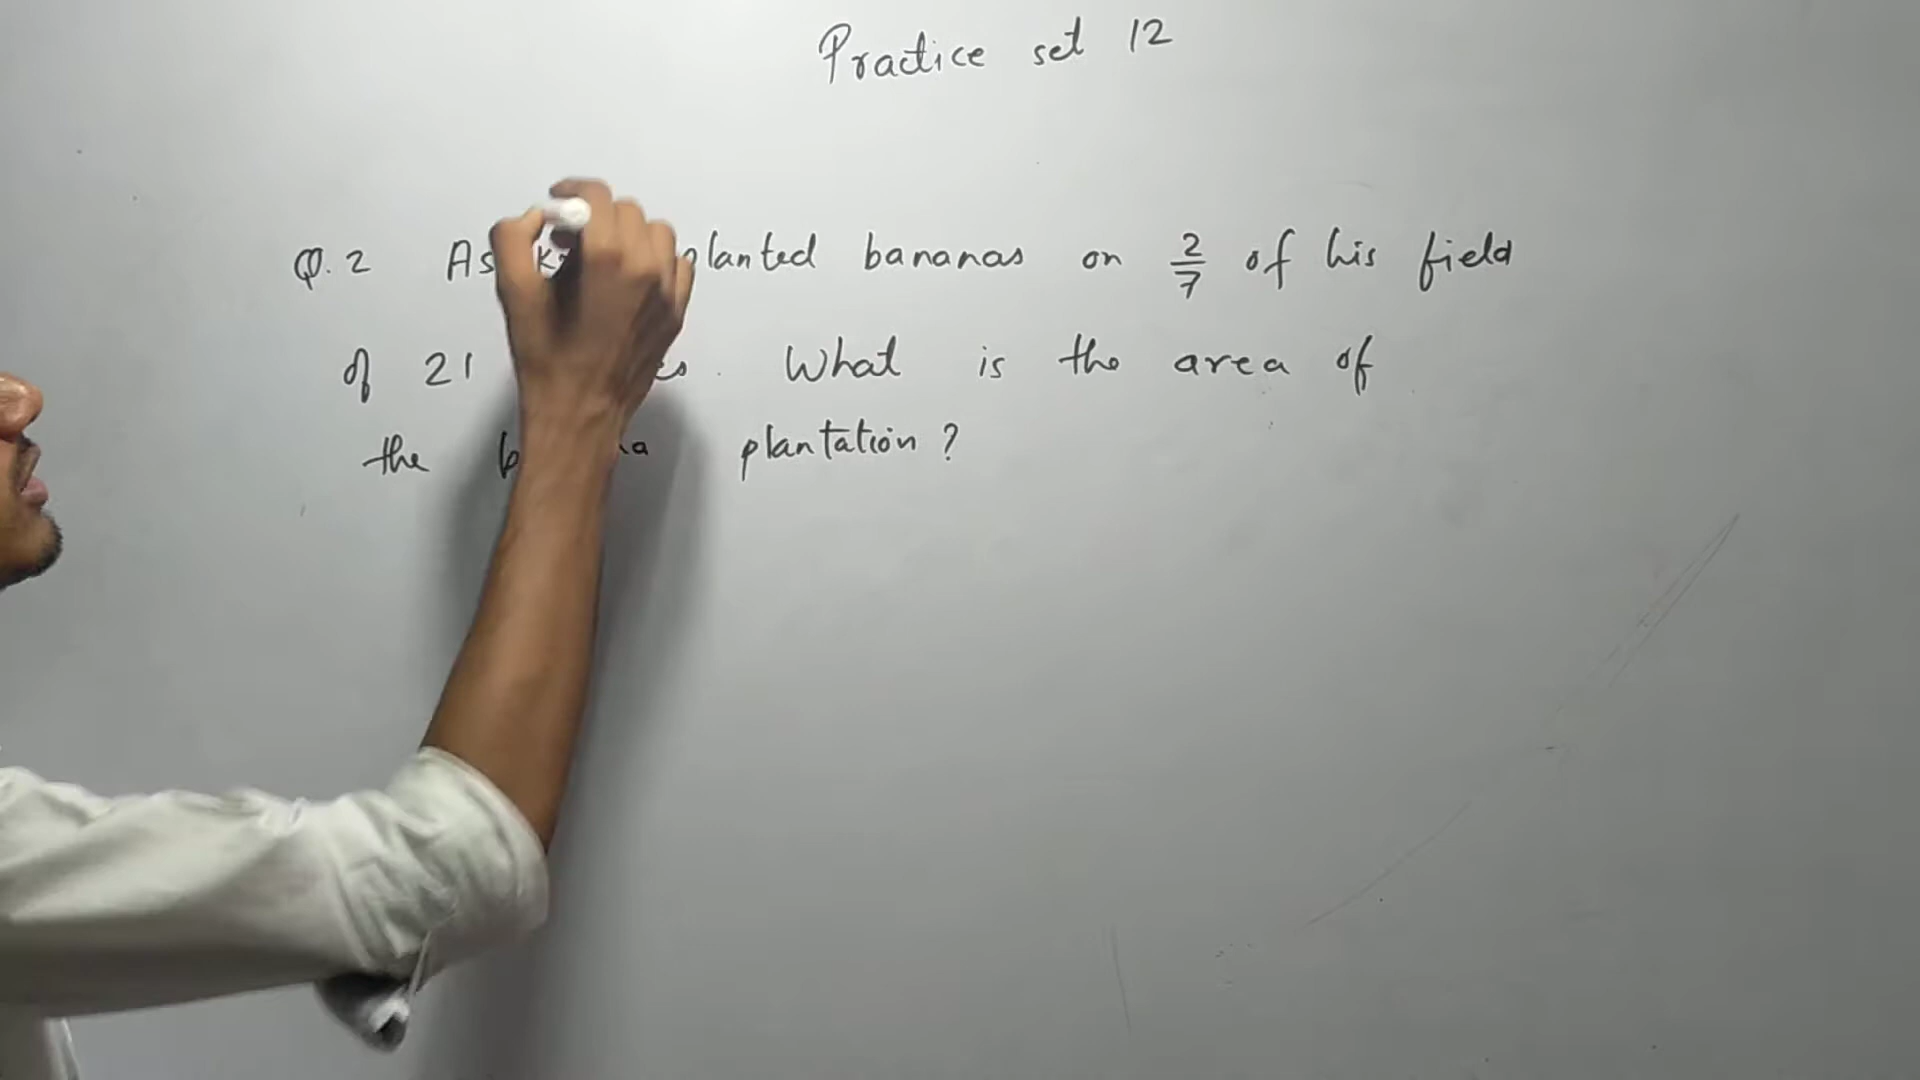 Practice set 12
Q.2 planted bananas on 2/7 of his field
of 21 What is the area of
the plantation?